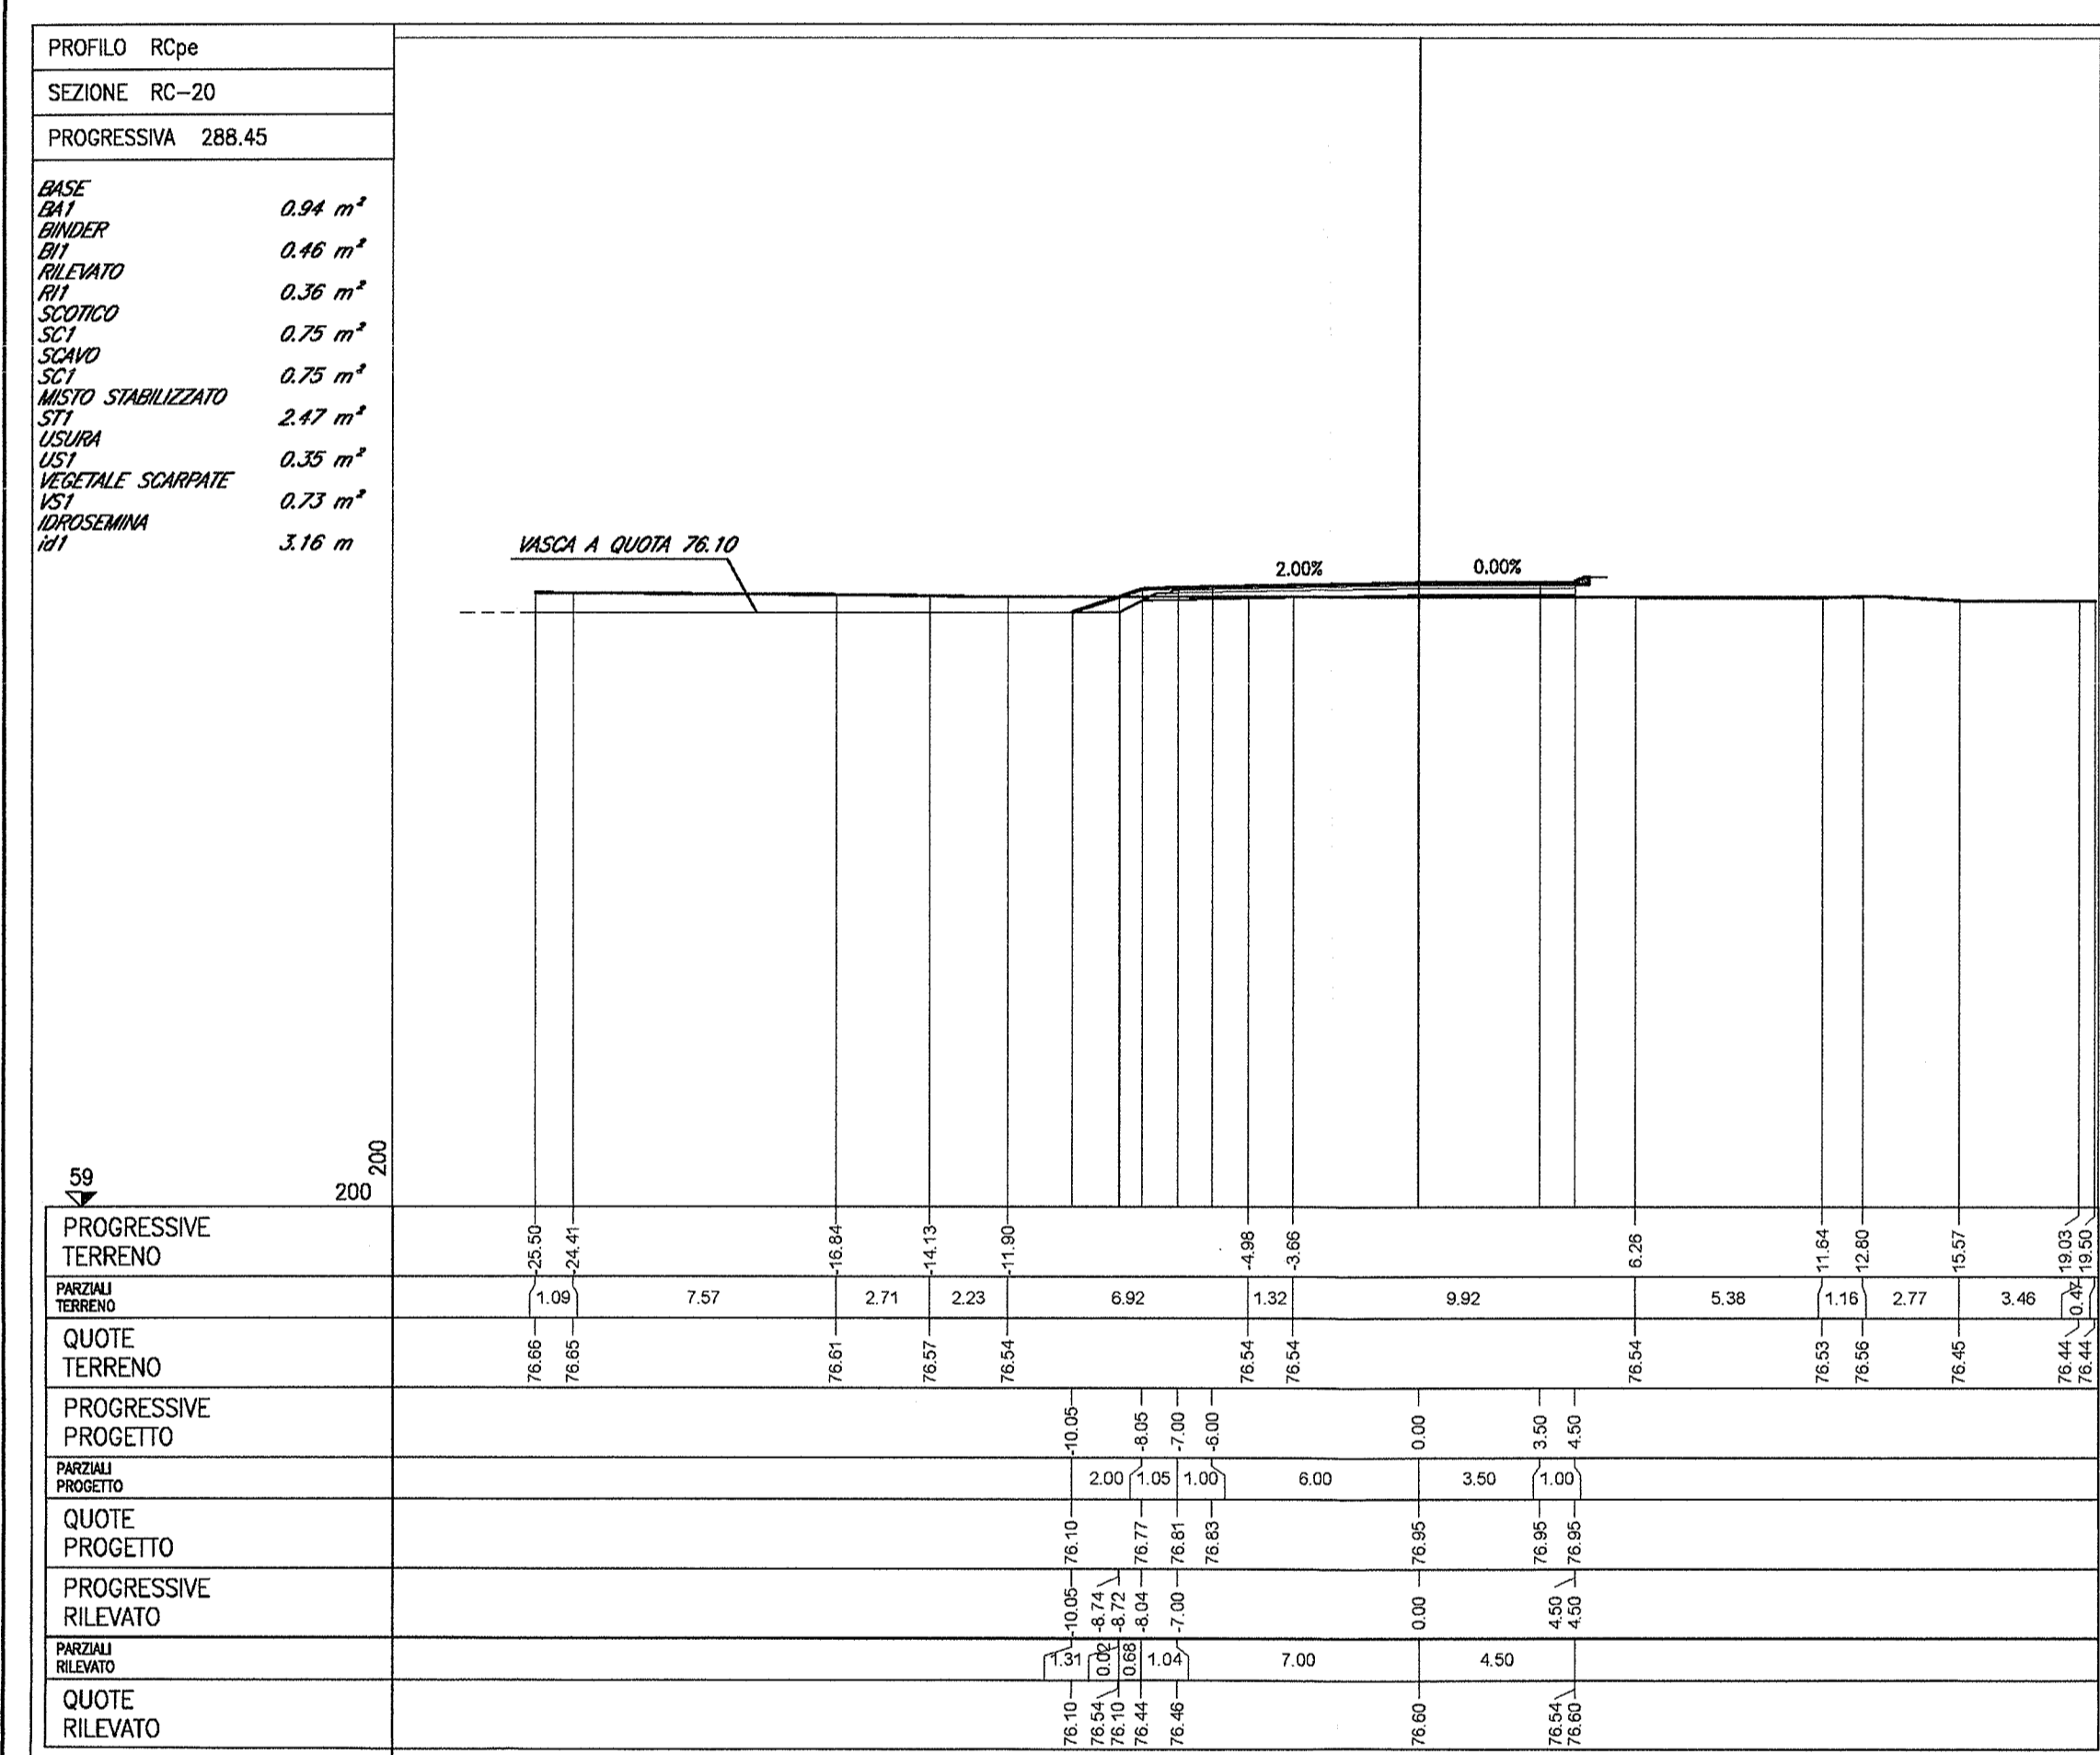 PROFILO RCpe
SEZIONE RC-20
PROGRESSIVA 288.45
BASE
BA1 0.94 m²
BINDER
BI1 0.46 m²
RILEVATO
RI1 0.36 m²
SCOTICO
SC1 0.75 m²
SCAVO
SC1 0.75 m³
MISTO STABILIZZATO
ST1 2.47 m²
USURA
US1 0.35 m²
VEGETALE SCARPATE
VS1 0.73 m²
IDROSEMINA
id1 3.16 m
VASCA A QUOTA 76.10
2.00% 0.00%
59
200
200
PROGRESSIVE
TERRENO
-25.50 -24.41 -16.84 -14.13 -11.90 -4.98 -3.66 6.26 11.64 12.80 15.57 19.03 19.50
PARZIALI
TERRENO
1.09 7.57 2.71 2.23 6.92 1.32 9.92 5.38 1.16 2.77 3.46 0.47
QUOTE
TERRENO
76.66 76.65 76.61 76.57 76.54 76.54 76.54 76.54 76.53 76.56 76.45 76.44 76.44
PROGRESSIVE
PROGETTO
-10.05 -8.05 -7.00 -6.00 0.00 3.50 4.50
PARZIALI
PROGETTO
2.00 1.05 1.00 6.00 3.50 1.00
QUOTE
PROGETTO
76.10 76.77 76.81 76.83 76.95 76.95 76.95
PROGRESSIVE
RILEVATO
-10.05 -8.74 -8.72 -8.04 -7.00 0.00 4.50 4.50
PARZIALI
RILEVATO
1.31 0.02 0.68 1.04 7.00 4.50
QUOTE
RILEVATO
76.10 76.54 76.10 76.44 76.46 76.60 76.54 76.60